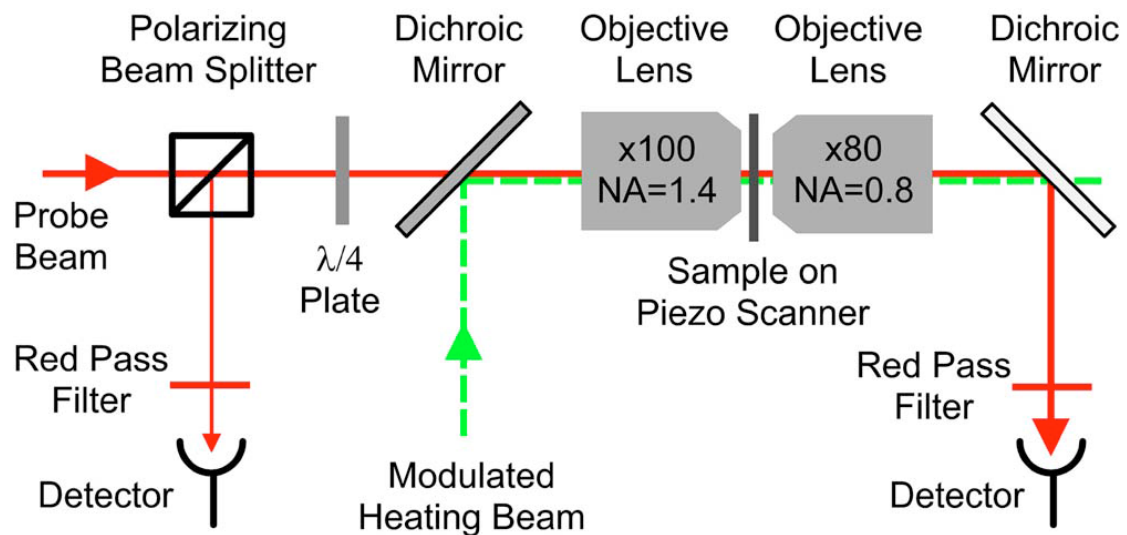 Polarizing
Beam Splitter
Dichroic
Mirror
Objective
Lens
Objective
Lens
Dichroic
Mirror
Probe
Beam
λ/4
Plate
x100
NA=1.4
x80
NA=0.8
Sample on
Piezo Scanner
Red Pass
Filter
Detector
Modulated
Heating Beam
Red Pass
Filter
Detector